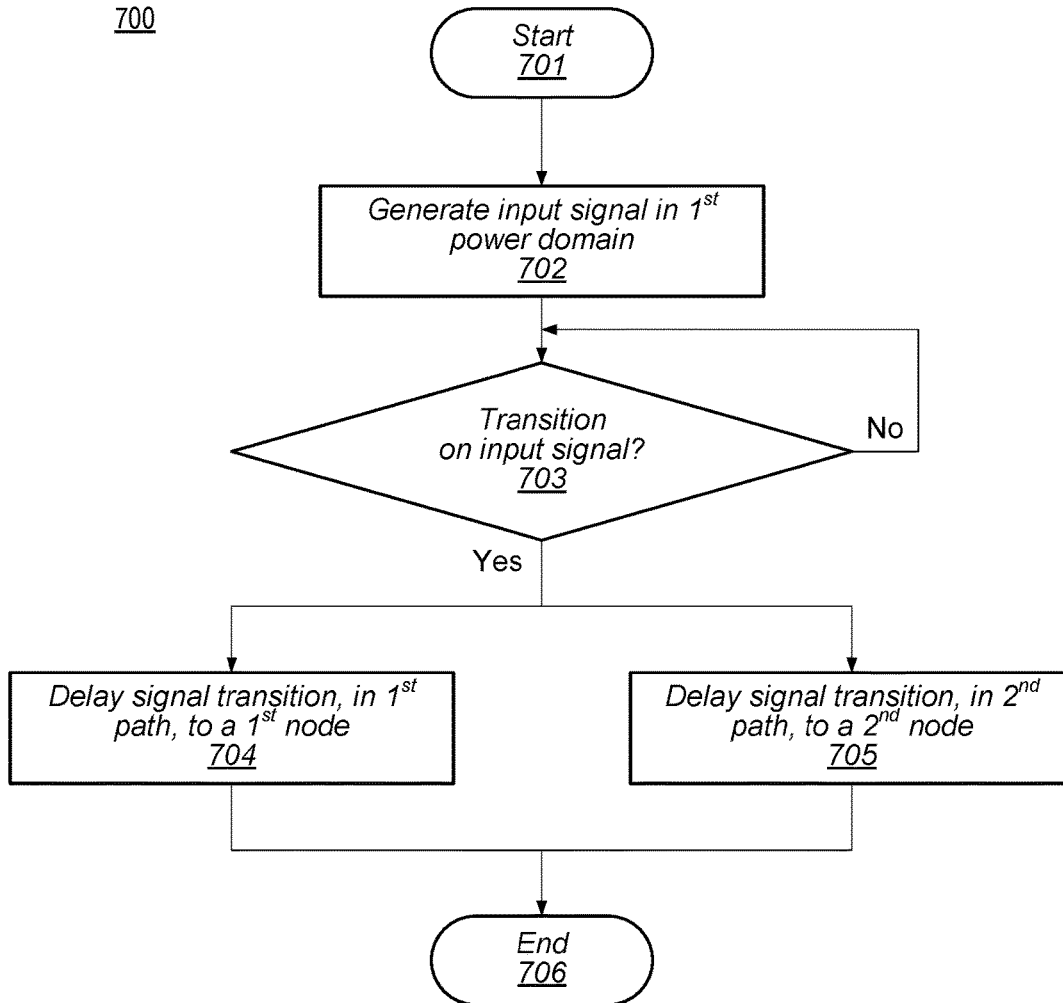 700
Start
701
Generate input signal in 1st
power domain
702
Transition
on input signal?
703
No
Yes
Delay signal transition, in 1st
path, to a 1st node
704
Delay signal transition, in 2nd
path, to a 2nd node
705
End
706